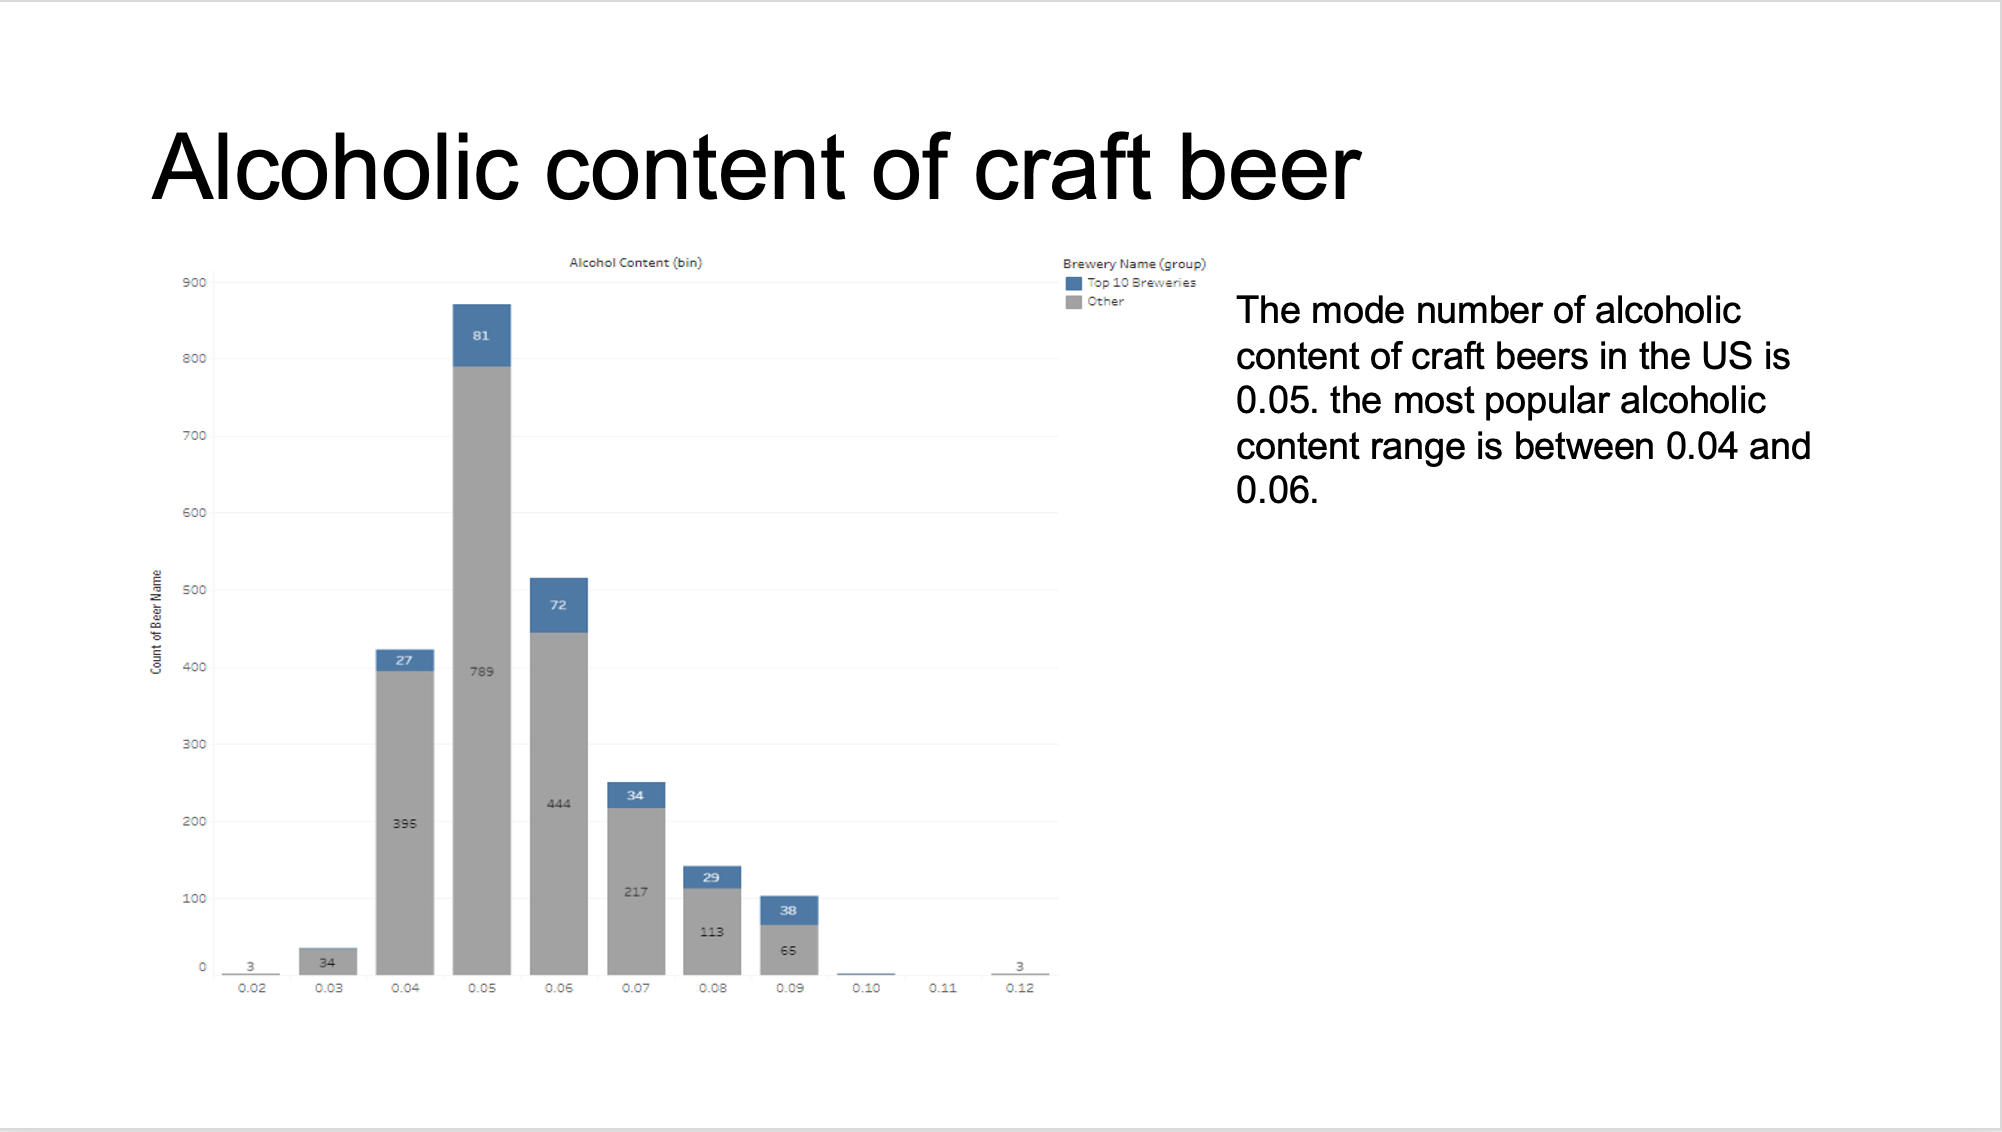 Alcoholic content of craft beer
Alcohol Content (bin)
Brewery Name (group)
Top 10 Breweries
Other
The mode number of alcoholic
content of craft beers in the US is
0.05. the most popular alcoholic
content range is between 0.04 and
0.06.
Count of Beer Name
900
800
700
600
500
400
300
200
100
0
3
34
27
395
81
789
72
444
34
217
29
113
38
65
3
0.02 0.03 0.04 0.05 0.06 0.07 0.08 0.09 0.10 0.11 0.12